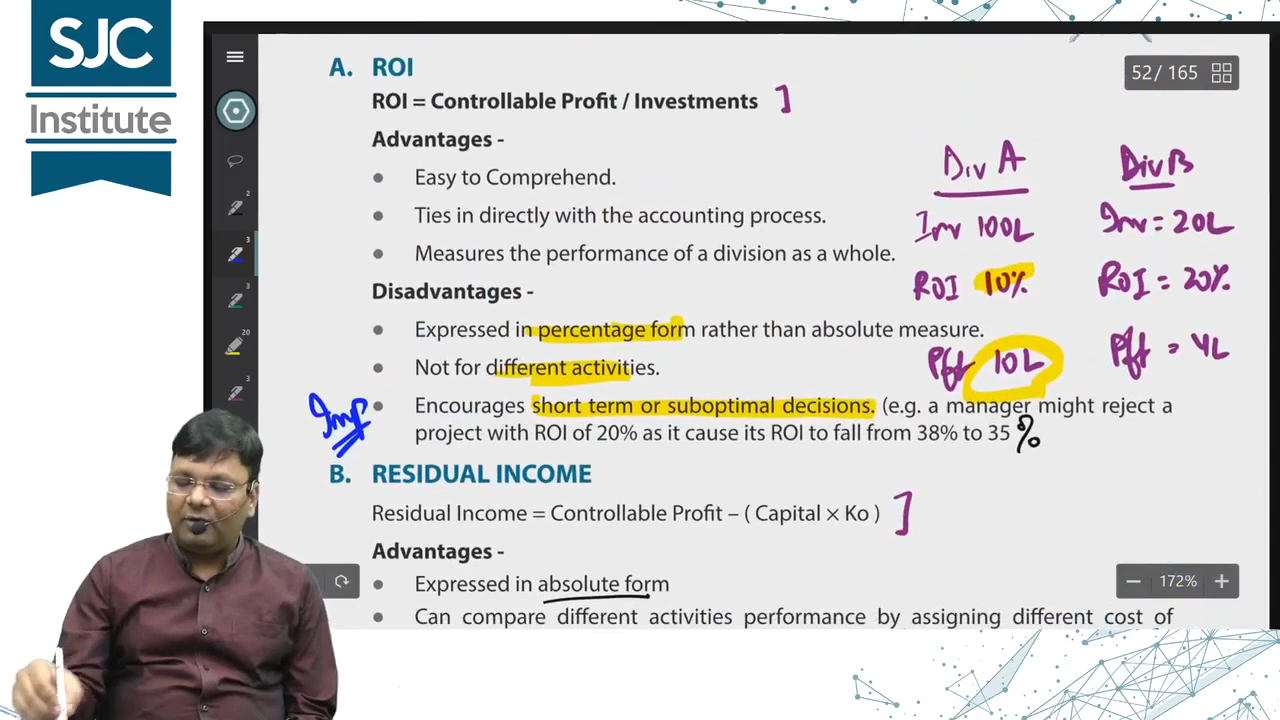 SJC
Institute
52/ 165
A. ROI
ROI = Controllable Profit / Investments ]
Advantages -
Easy to Comprehend.
Ties in directly with the accounting process.
Measures the performance of a division as a whole.
Disadvantages -
Expressed in percentage form rather than absolute measure.
Not for different activities.
Encourages short term or suboptimal decisions. (e.g. a manager might reject a
project with ROI of 20% as it cause its ROI to fall from 38% to 35 %
Imp
Div A
Inv 100L
ROI 10%
Pft 10L
Div B
Inv = 20L
ROI = 20%
Pft = 4L
B. RESIDUAL INCOME
Residual Income = Controllable Profit – ( Capital × Ko ) ]
Advantages -
Expressed in absolute form
Can compare different activities performance by assigning different cost of
2
3
3
20
3
172%